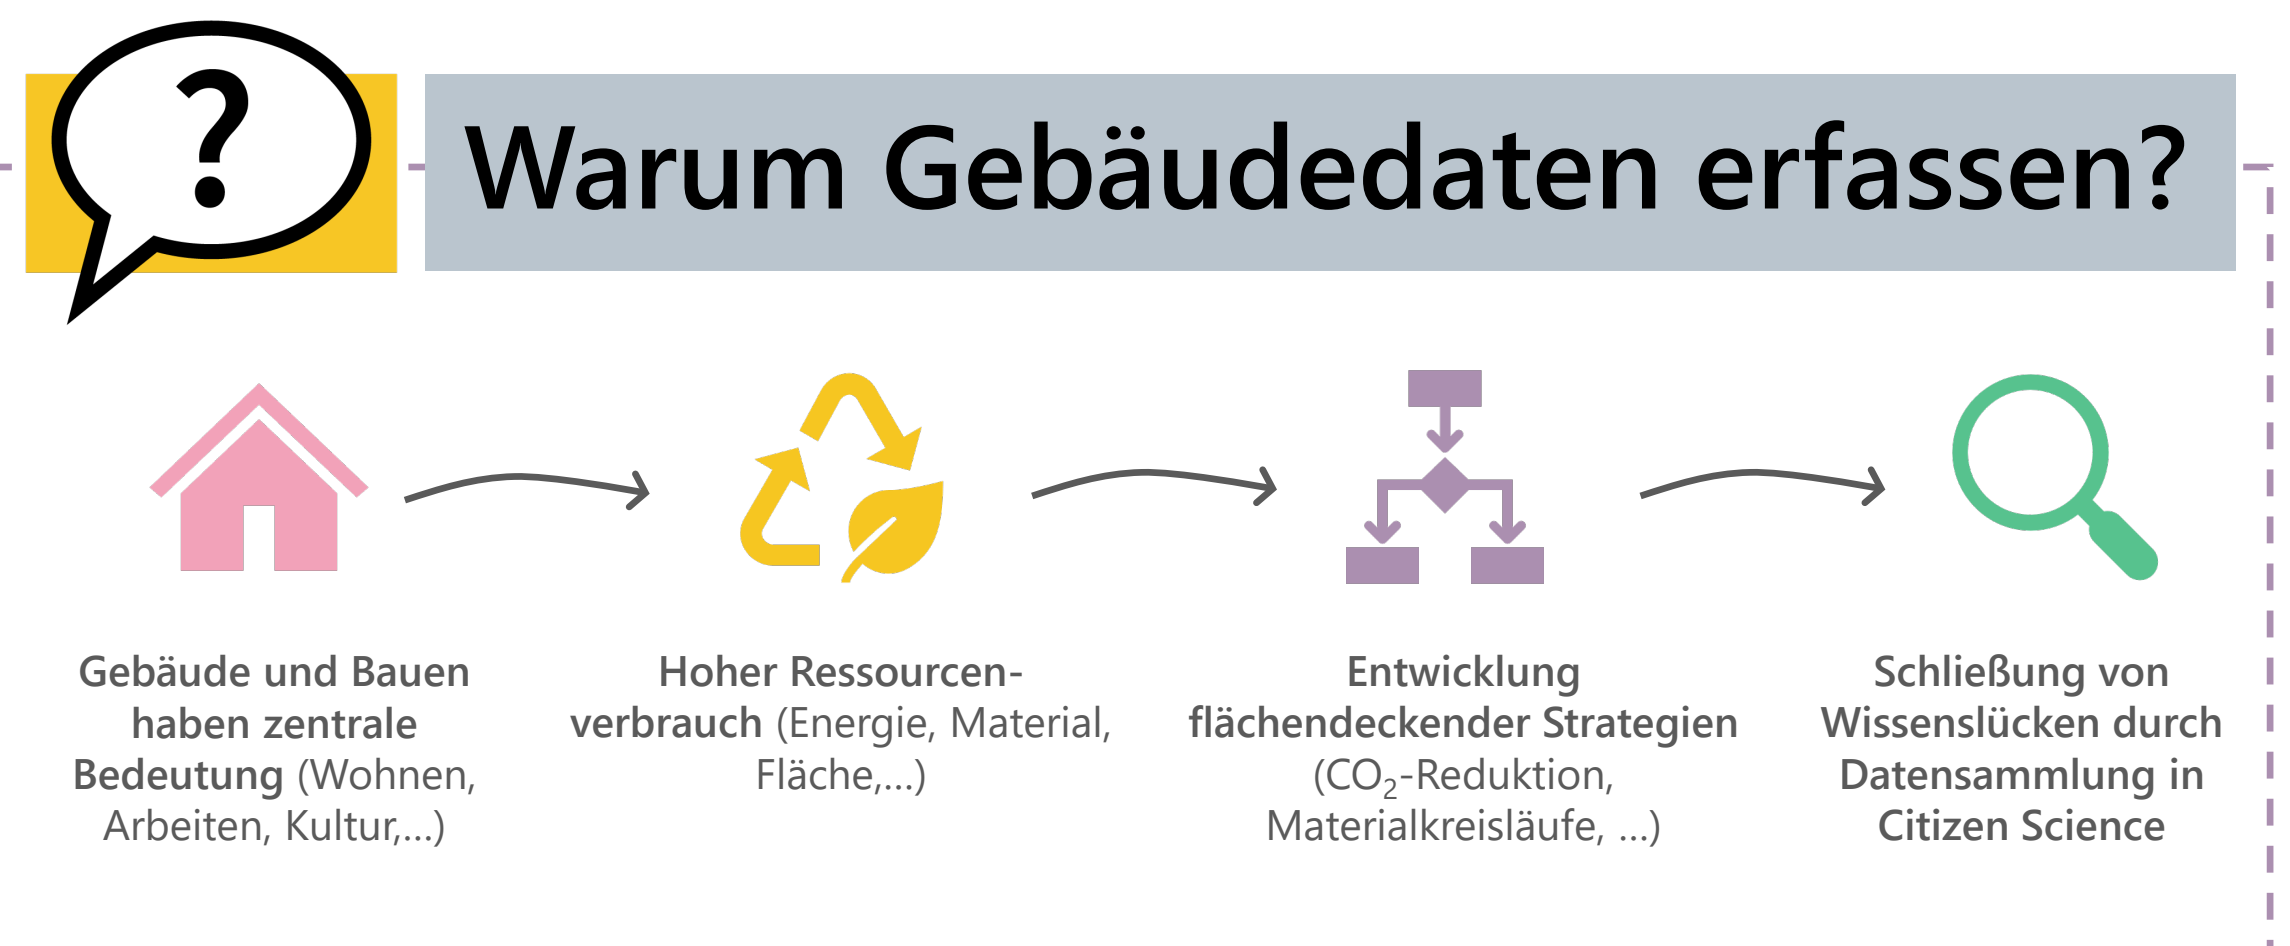 ?
Warum Gebäudedaten erfassen?
Gebäude und Bauen
haben zentrale
Bedeutung (Wohnen,
Arbeiten, Kultur,...)
Hoher Ressourcen-
verbrauch (Energie, Material,
Fläche,...)
Entwicklung
flächendeckender Strategien
(CO₂-Reduktion,
Materialkreisläufe, ...)
Schließung von
Wissenslücken durch
Datensammlung in
Citizen Science